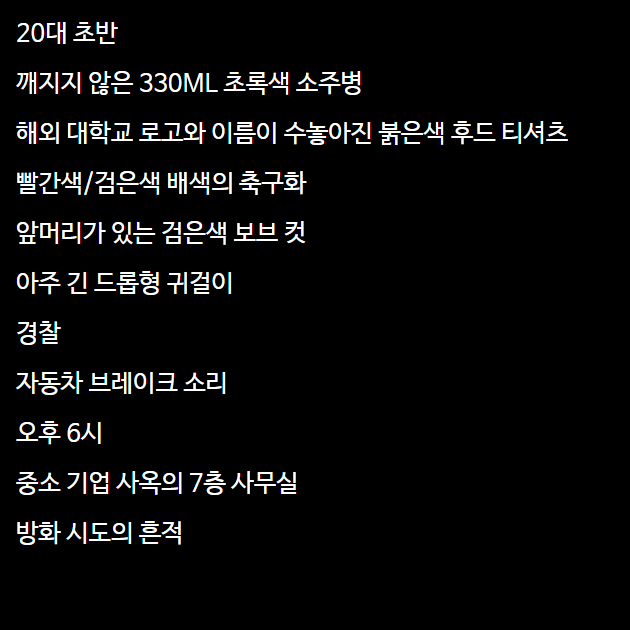 20대 초반
깨지지 않은 330ML 초록색 소주병
해외 대학교 로고와 이름이 수놓아진 붉은색 후드 티셔츠
빨간색/검은색 배색의 축구화
앞머리가 있는 검은색 보브 컷
아주 긴 드롭형 귀걸이
경찰
자동차 브레이크 소리
오후 6시
중소 기업 사옥의 7층 사무실
방화 시도의 흔적